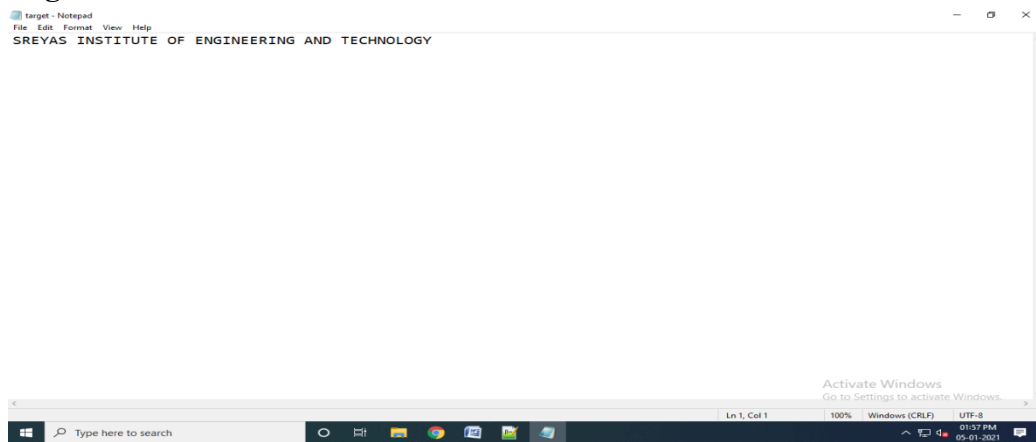 target - Notepad
File Edit Format View Help
SREYAS INSTITUTE OF ENGINEERING AND TECHNOLOGY
Activate Windows
Go to Settings to activate Windows.
Ln 1, Col 1 100% Windows (CRLF) UTF-8
Type here to search
01:57 PM
05-01-2021